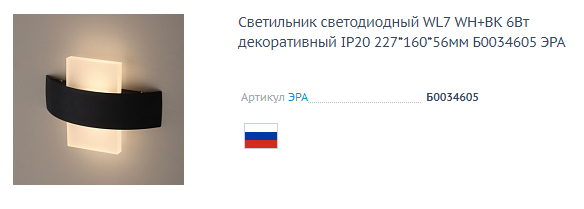 Светильник светодиодный WL7 WH+BK 6Вт
декоративный IP20 227*160*56мм Б0034605 ЭРА
Артикул ЭРА Б0034605